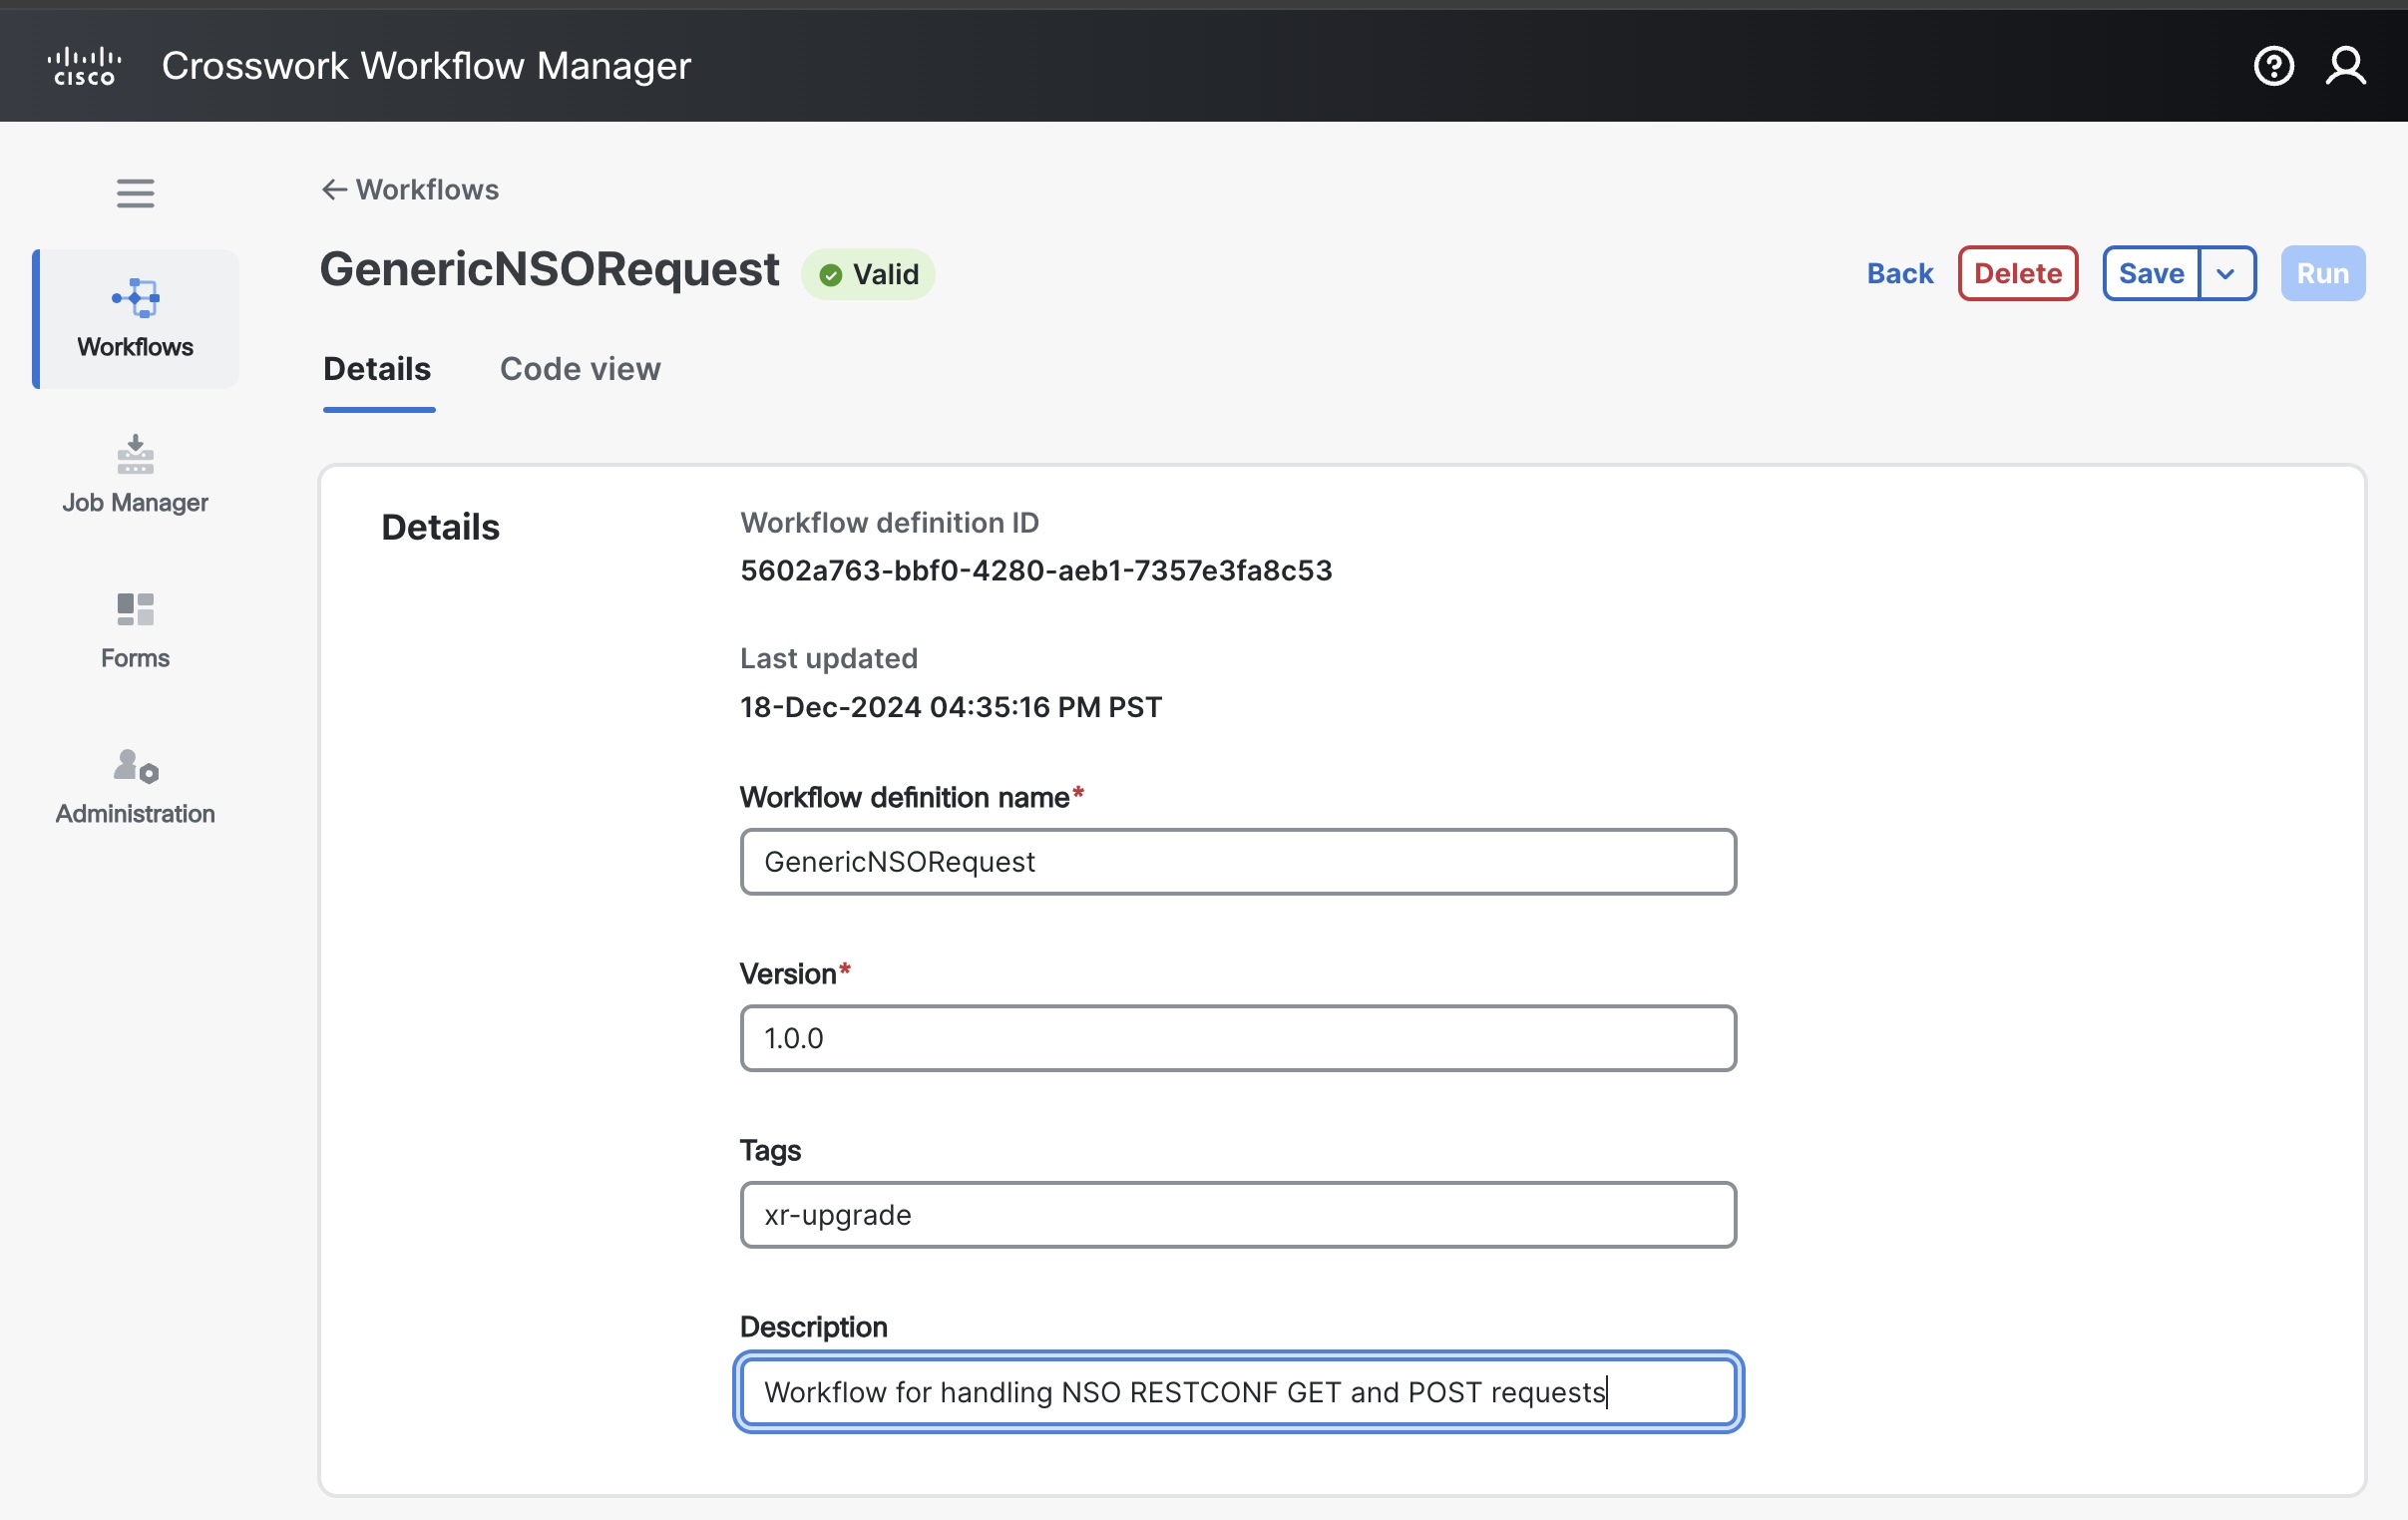 CISCO Crosswork Workflow Manager
← Workflows
GenericNSORequest Valid
Back Delete Save Run
Workflows
Job Manager
Forms
Administration
Details Code view
Details
Workflow definition ID
5602a763-bbf0-4280-aeb1-7357e3fa8c53
Last updated
18-Dec-2024 04:35:16 PM PST
Workflow definition name*
GenericNSORequest
Version*
1.0.0
Tags
xr-upgrade
Description
Workflow for handling NSO RESTCONF GET and POST requests